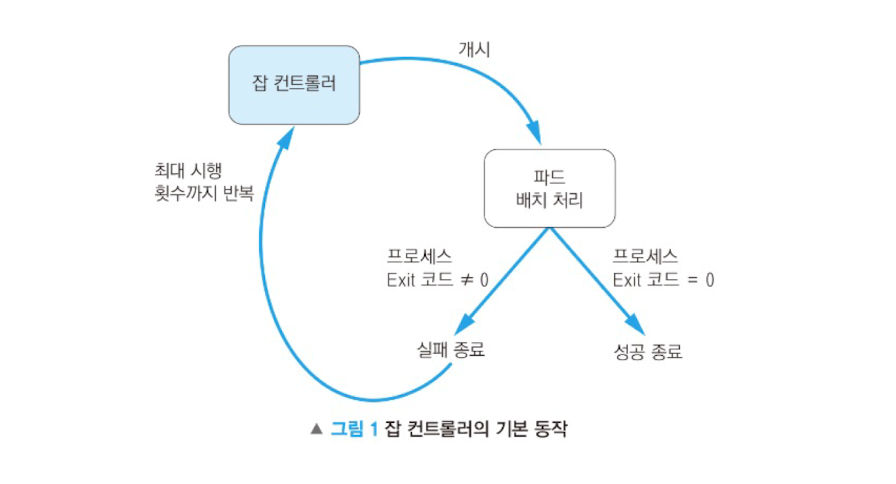 개시
잡 컨트롤러
최대 시행
횟수까지 반복
파드
배치 처리
프로세스
Exit 코드 ≠ 0
프로세스
Exit 코드 = 0
실패 종료
성공 종료
▲ 그림 1 잡 컨트롤러의 기본 동작